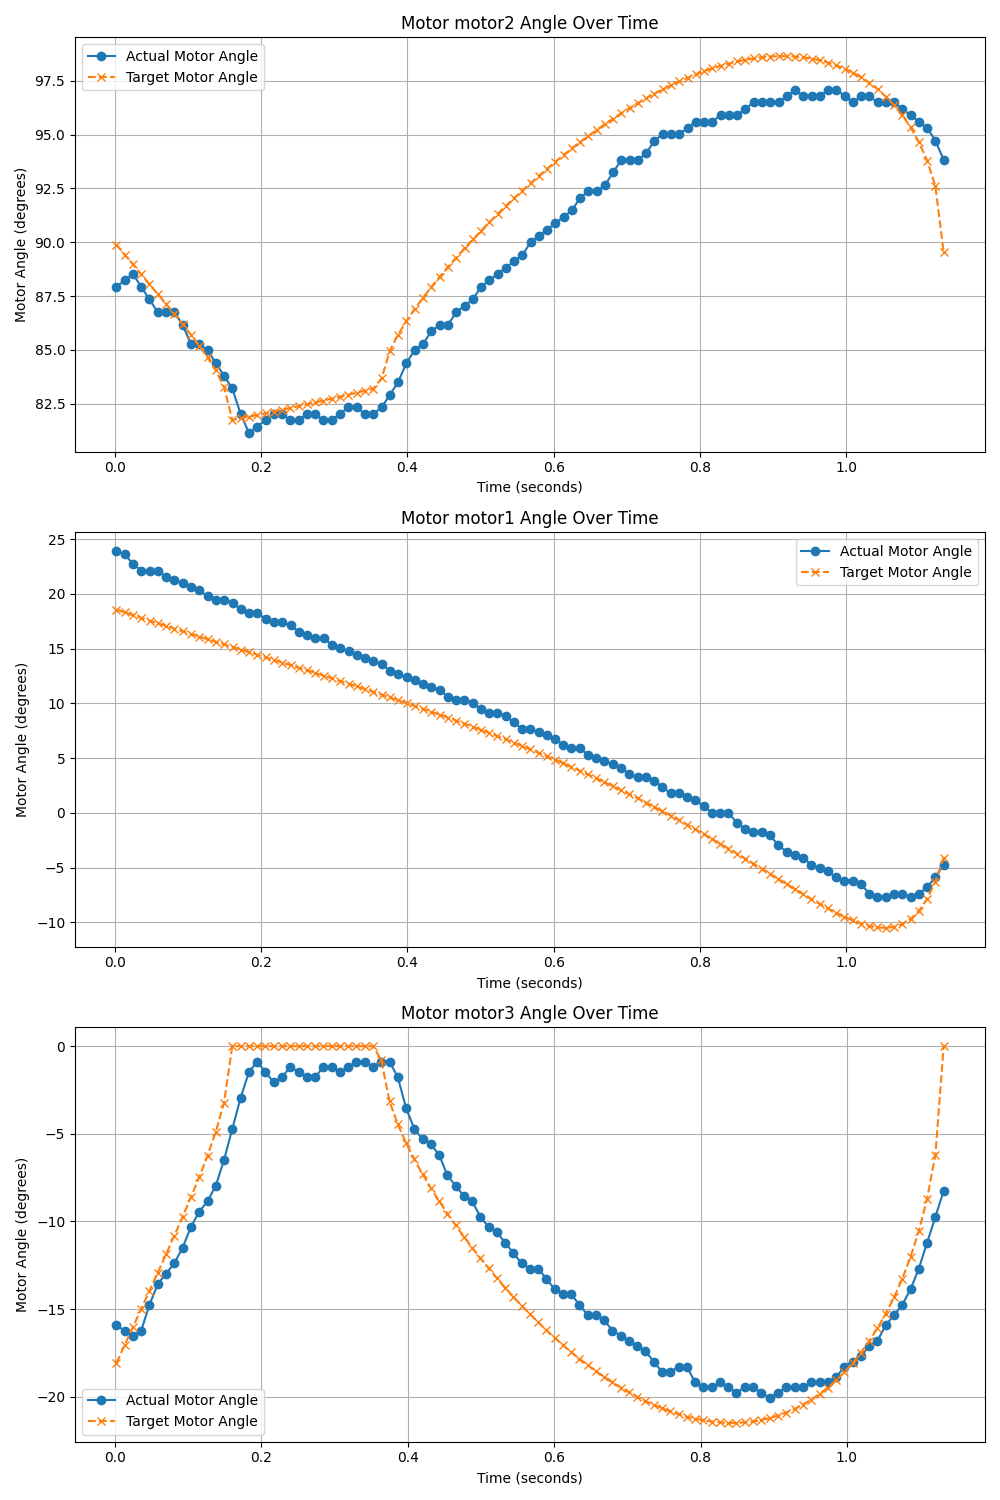 Motor motor2 Angle Over Time
Actual Motor Angle
Target Motor Angle
97.5
95.0
92.5
90.0
87.5
85.0
82.5
Motor Angle (degrees)
0.0 0.2 0.4 0.6 0.8 1.0
Time (seconds)
Motor motor1 Angle Over Time
Actual Motor Angle
Target Motor Angle
25
20
15
10
5
0
−5
−10
Motor Angle (degrees)
0.0 0.2 0.4 0.6 0.8 1.0
Time (seconds)
Motor motor3 Angle Over Time
0
−5
−10
−15
−20
Motor Angle (degrees)
Actual Motor Angle
Target Motor Angle
0.0 0.2 0.4 0.6 0.8 1.0
Time (seconds)